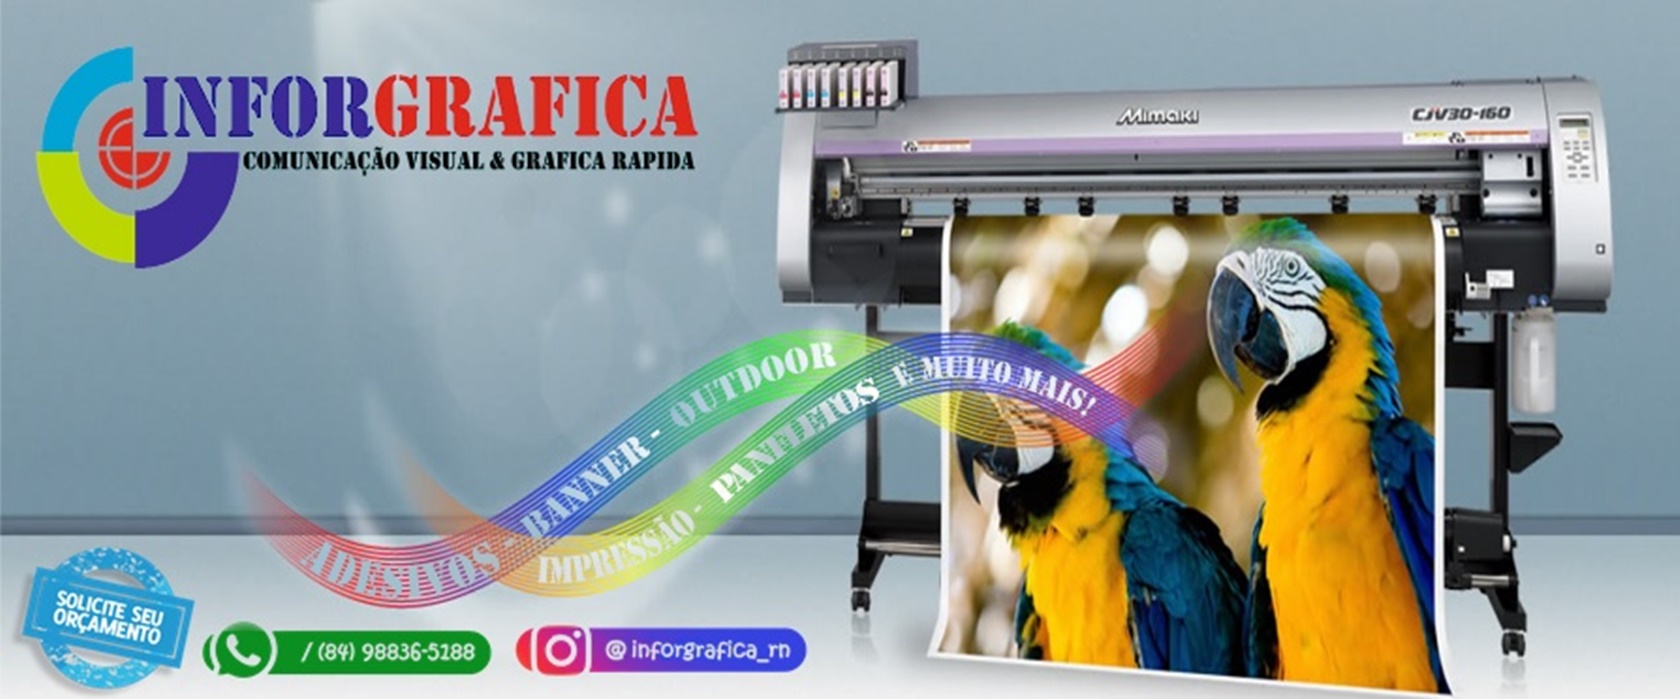 INFORGRAFICA
COMUNICAÇÃO VISUAL & GRAFICA RAPIDA
Mimaki
CJV30-160
ADESIVOS - BANNER - OUTDOOR
IMPRESSÃO - PANFLETOS E MUITO MAIS!
SOLICITE SEU
ORÇAMENTO
/ (84) 98836-5188
@inforgrafica_rn